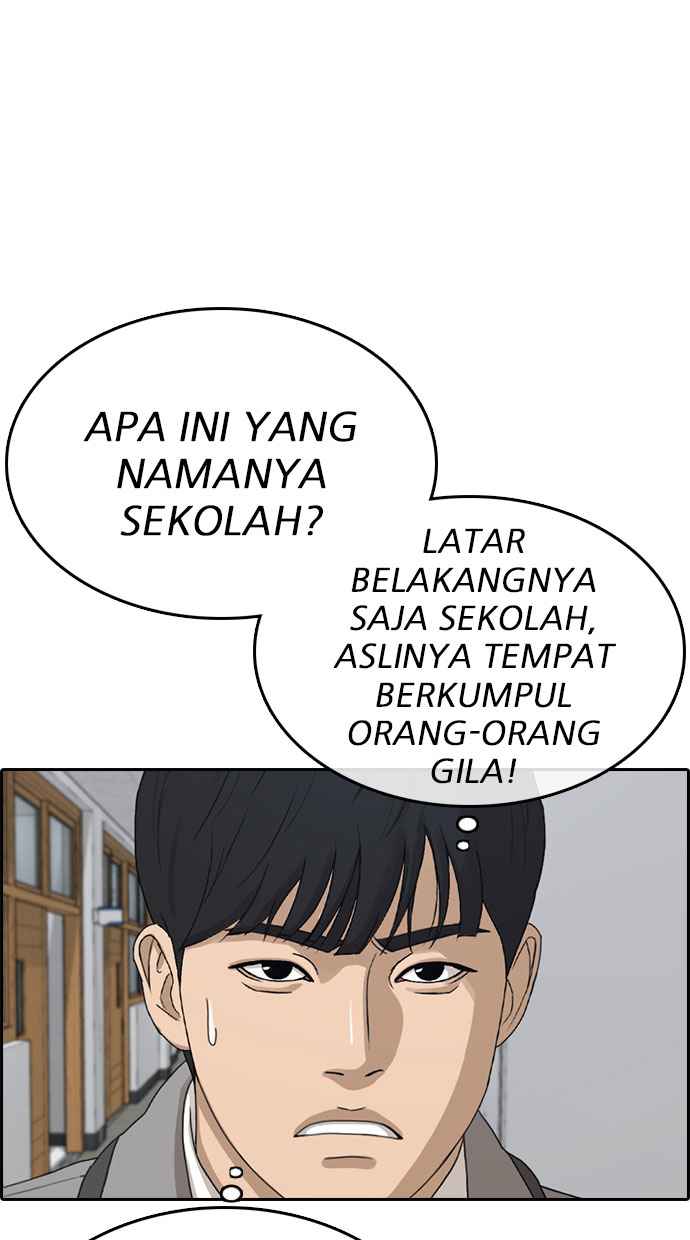 APA INI YANG
NAMANYA
SEKOLAH?
LATAR
BELAKANGNYA
SAJA SEKOLAH,
ASLINYA TEMPAT
BERKUMPUL
ORANG-ORANG
GILA!